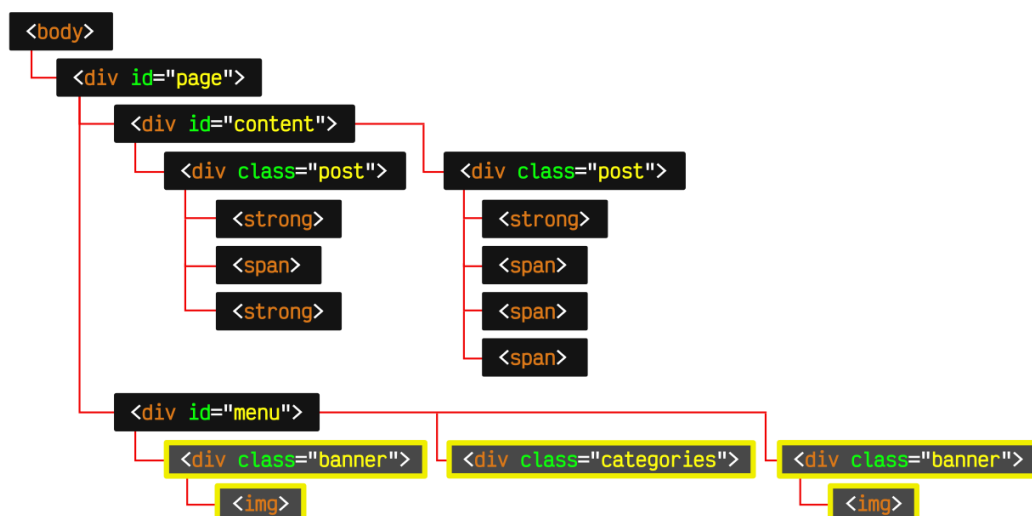 <body>
<div id="page">
<div id="content">
<div class="post"> <div class="post">
<strong> <strong>
<span> <span>
<strong> <span>
<span>
<div id="menu">
<div class="banner"> <div class="categories"> <div class="banner">
<img> <img>